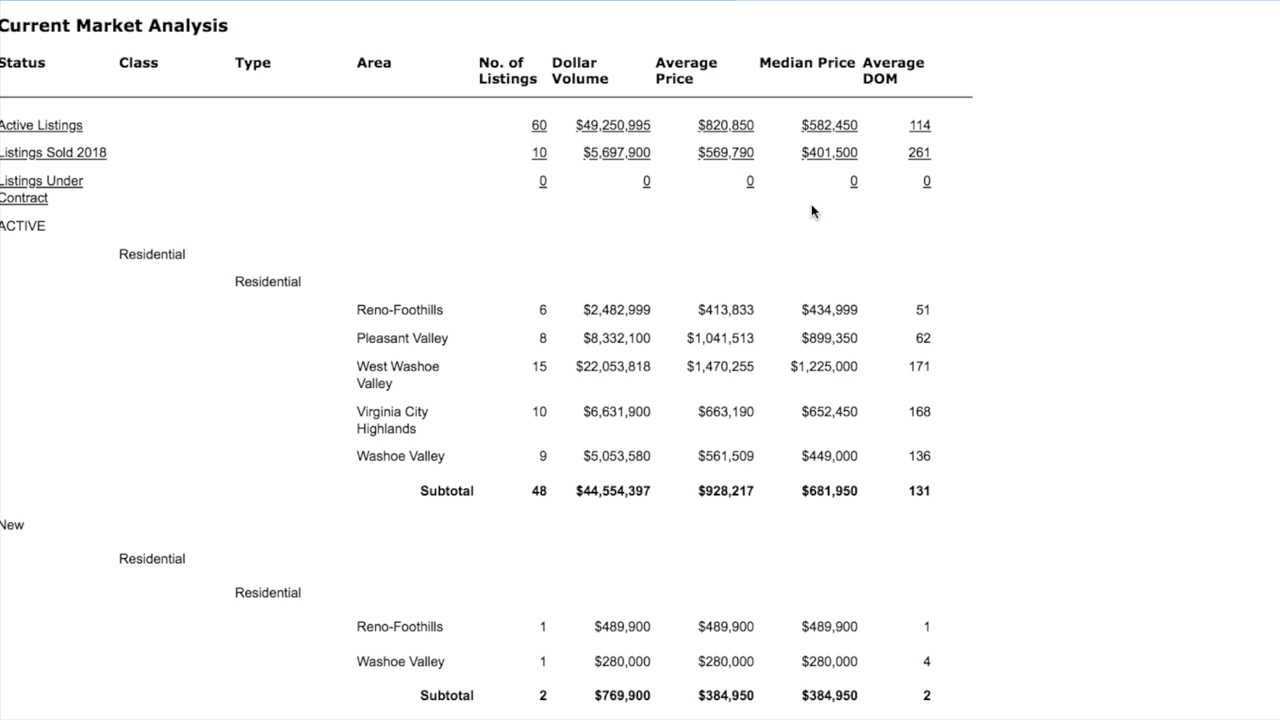 Current Market Analysis
Status Class Type Area No. of Listings Dollar Volume Average Price Median Price Average DOM
Active Listings 60 $49,250,995 $820,850 $582,450 114
Listings Sold 2018 10 $5,697,900 $569,790 $401,500 261
Listings Under Contract 0 0 0 0 0
ACTIVE
Residential
Residential
Reno-Foothills 6 $2,482,999 $413,833 $434,999 51
Pleasant Valley 8 $8,332,100 $1,041,513 $899,350 62
West Washoe Valley 15 $22,053,818 $1,470,255 $1,225,000 171
Virginia City Highlands 10 $6,631,900 $663,190 $652,450 168
Washoe Valley 9 $5,053,580 $561,509 $449,000 136
Subtotal 48 $44,554,397 $928,217 $681,950 131
New
Residential
Residential
Reno-Foothills 1 $489,900 $489,900 $489,900 1
Washoe Valley 1 $280,000 $280,000 $280,000 4
Subtotal 2 $769,900 $384,950 $384,950 2